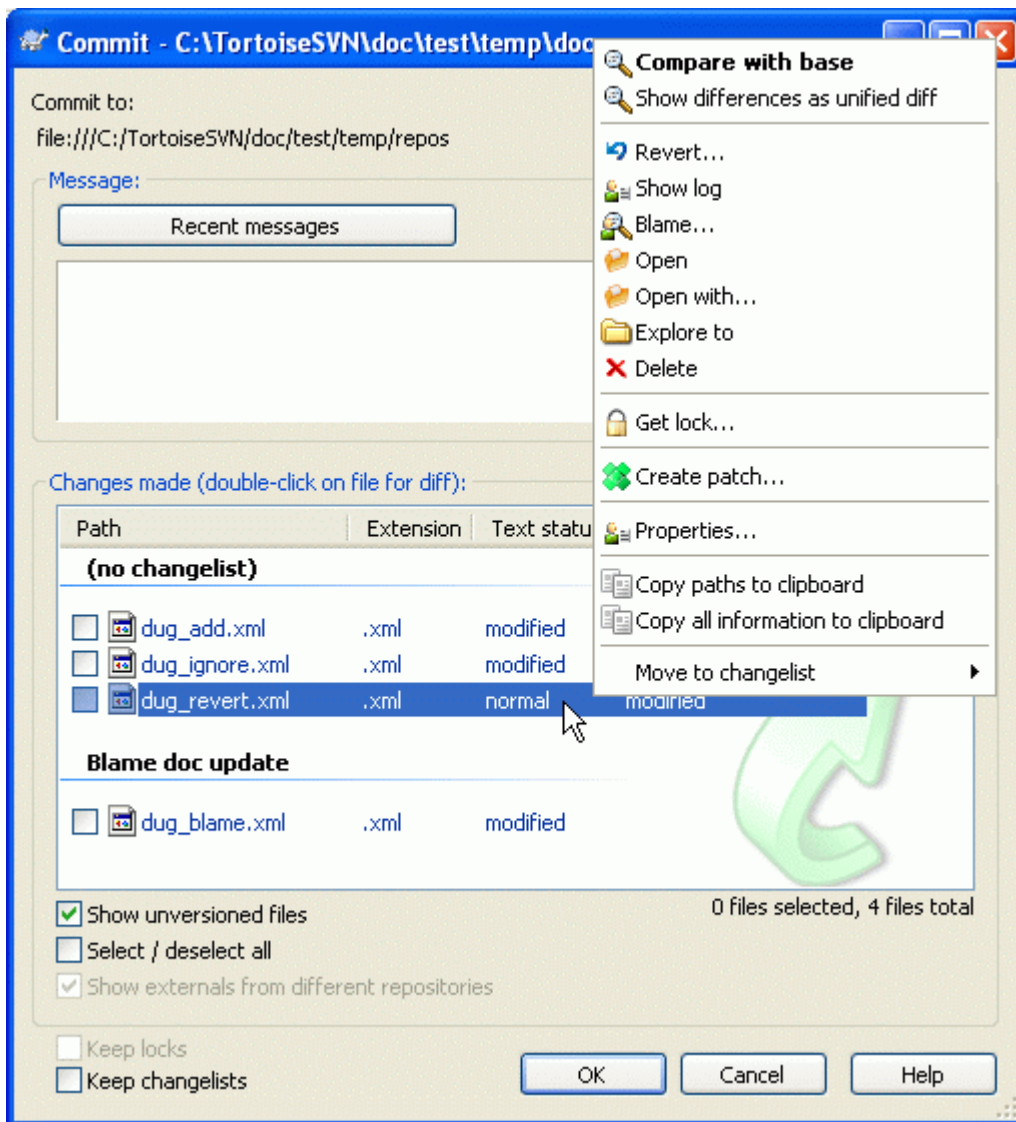 Commit - C:\TortoiseSVN\doc\test\temp\doc
Compare with base
Show differences as unified diff
Revert...
Show log
Blame...
Open
Open with...
Explore to
Delete
Get lock...
Create patch...
Properties...
Copy paths to clipboard
Copy all information to clipboard
Move to changelist
Commit to:
file:///C:/TortoiseSVN/doc/test/temp/repos
Message:
Recent messages
Changes made (double-click on file for diff):
Path Extension Text statu
(no changelist)
dug_add.xml .xml modified
dug_ignore.xml .xml modified
dug_revert.xml .xml normal modified
Blame doc update
dug_blame.xml .xml modified
Show unversioned files 0 files selected, 4 files total
Select / deselect all
Show externals from different repositories
Keep locks
Keep changelists
OK Cancel Help